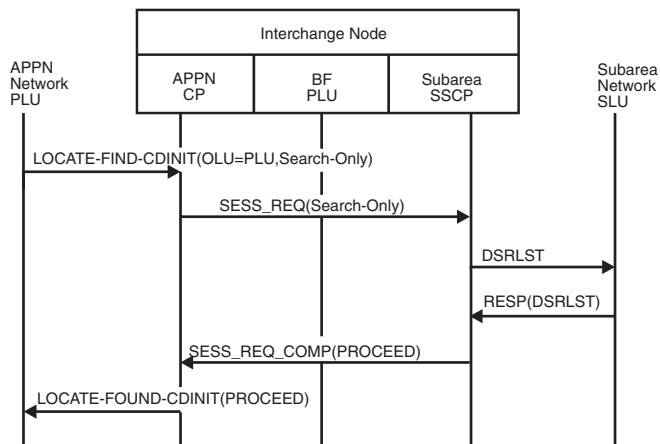 Interchange Node
APPN
Network
PLU
APPN
CP
BF
PLU
Subarea
SSCP
Subarea
Network
SLU
LOCATE-FIND-CDINIT(OLU=PLU,Search-Only)
SESS_REQ(Search-Only)
DSRLST
RESP(DSRLST)
SESS_REQ_COMP(PROCEED)
LOCATE-FOUND-CDINIT(PROCEED)